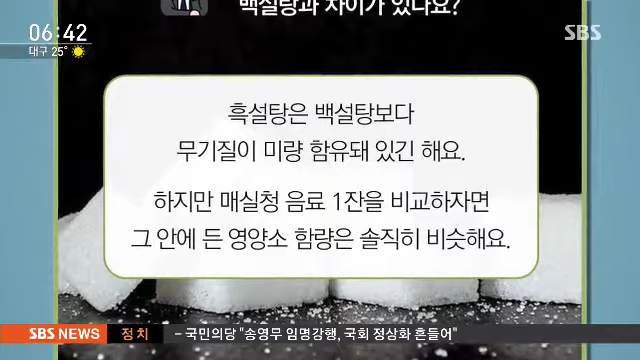 06:42
대구 25°
백설탕과 차이가 있나요?
SBS
흑설탕은 백설탕보다
무기질이 미량 함유돼 있긴 해요.
하지만 매실청 음료 1잔을 비교하자면
그 안에 든 영양소 함량은 솔직히 비슷해요.
SBS NEWS 정치 - 국민의당 "송영무 임명강행, 국회 정상화 흔들어"